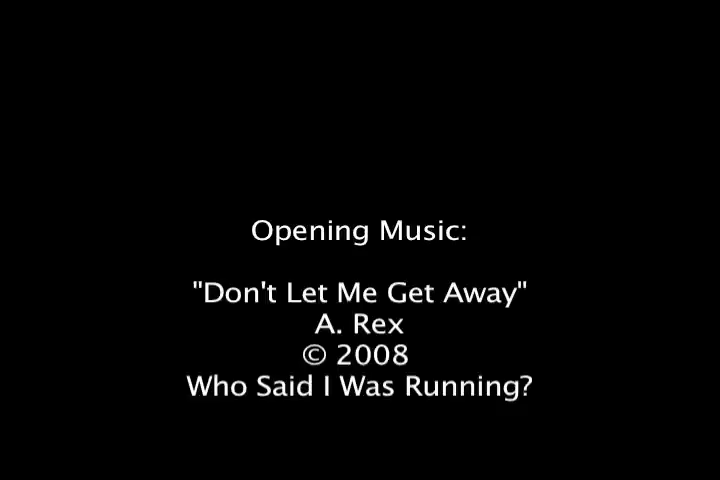 Opening Music:
"Don't Let Me Get Away"
A. Rex
© 2008
Who Said I Was Running?